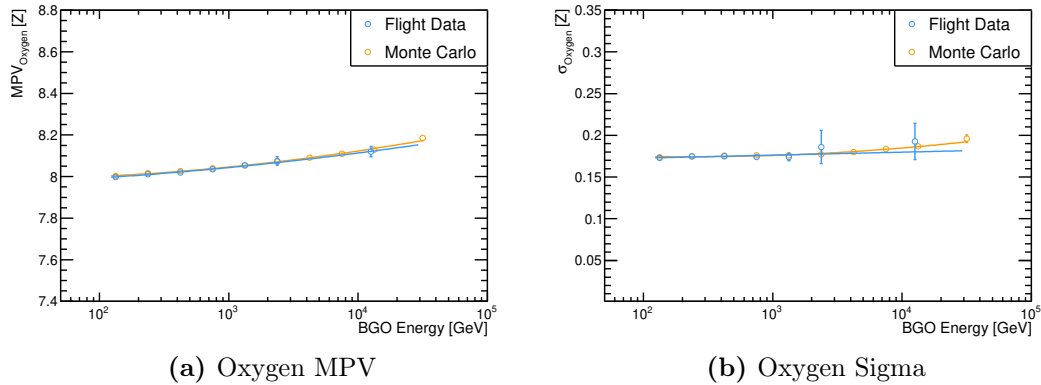 MPV_Oxygen [Z]
8.8
8.6
8.4
8.2
8
7.8
7.6
7.4
Flight Data
Monte Carlo
10^2
10^3
10^4
10^5
BGO Energy [GeV]
(a) Oxygen MPV
σ_Oxygen [Z]
0.35
0.3
0.25
0.2
0.15
0.1
0.05
0
Flight Data
Monte Carlo
10^2
10^3
10^4
10^5
BGO Energy [GeV]
(b) Oxygen Sigma